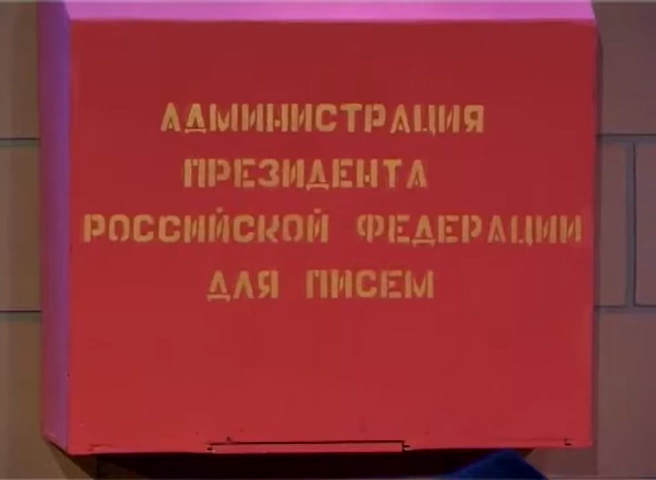 АДМИНИСТРАЦИЯ
ПРЕЗИДЕНТА
РОССИЙСКОЙ ФЕДЕРАЦИИ
ДЛЯ ПИСЕМ